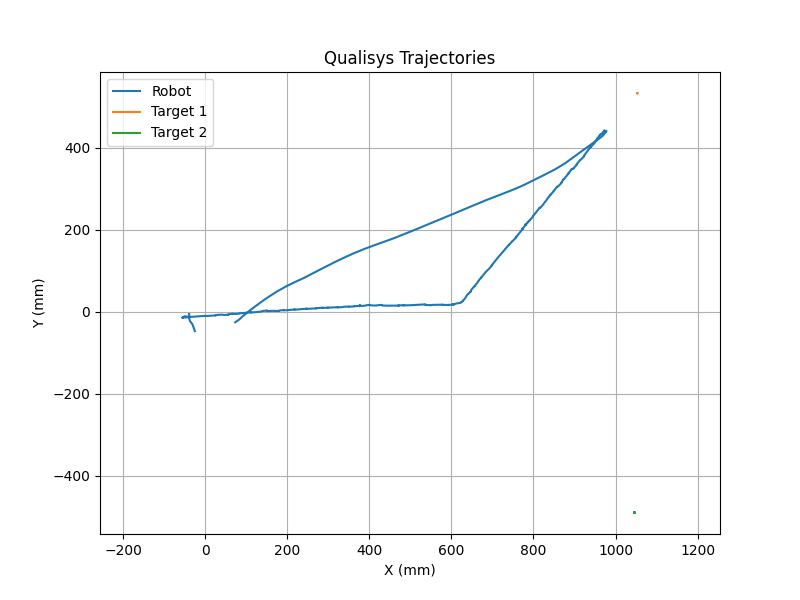 Qualisys Trajectories
Robot
Target 1
Target 2
400
200
0
−200
−400
Y (mm)
−200
0
200
400
600
800
1000
1200
X (mm)